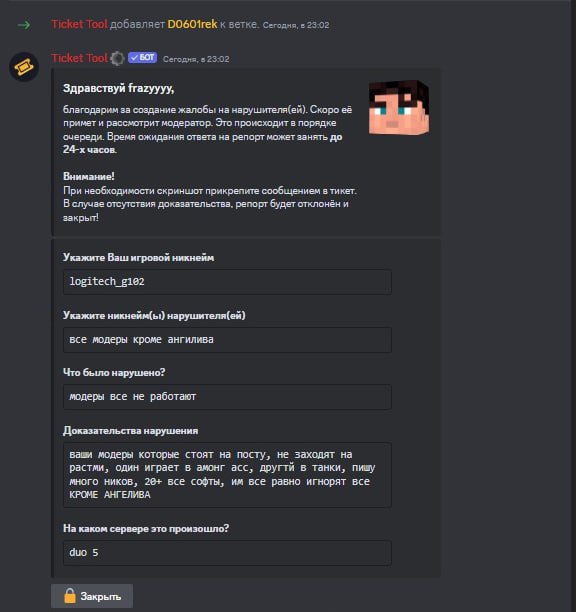 Ticket Tool добавляет D0601rek к ветке. Сегодня, в 23:02
Ticket Tool БОТ Сегодня, в 23:02
Здравствуй frazyyyy,
благодарим за создание жалобы на нарушителя(ей). Скоро её
примет и рассмотрит модератор. Это происходит в порядке
очереди. Время ожидания ответа на репорт может занять до
24-х часов.
Внимание!
При необходимости скриншот прикрепите сообщением в тикет.
В случае отсутствия доказательства, репорт будет отклонён и
закрыт!
Укажите Ваш игровой никнейм
logitech_g102
Укажите никнейм(ы) нарушителя(ей)
все модеры кроме ангилива
Что было нарушено?
модеры все не работают
Доказательства нарушения
ваши модеры которые стоят на посту, не заходят на
растми, один играет в амонг асс, другтй в танки, пишу
много ников, 20+ все софты, им все равно игнорят все
КРОМЕ АНГЕЛИВА
На каком сервере это произошло?
duo 5
Закрыть